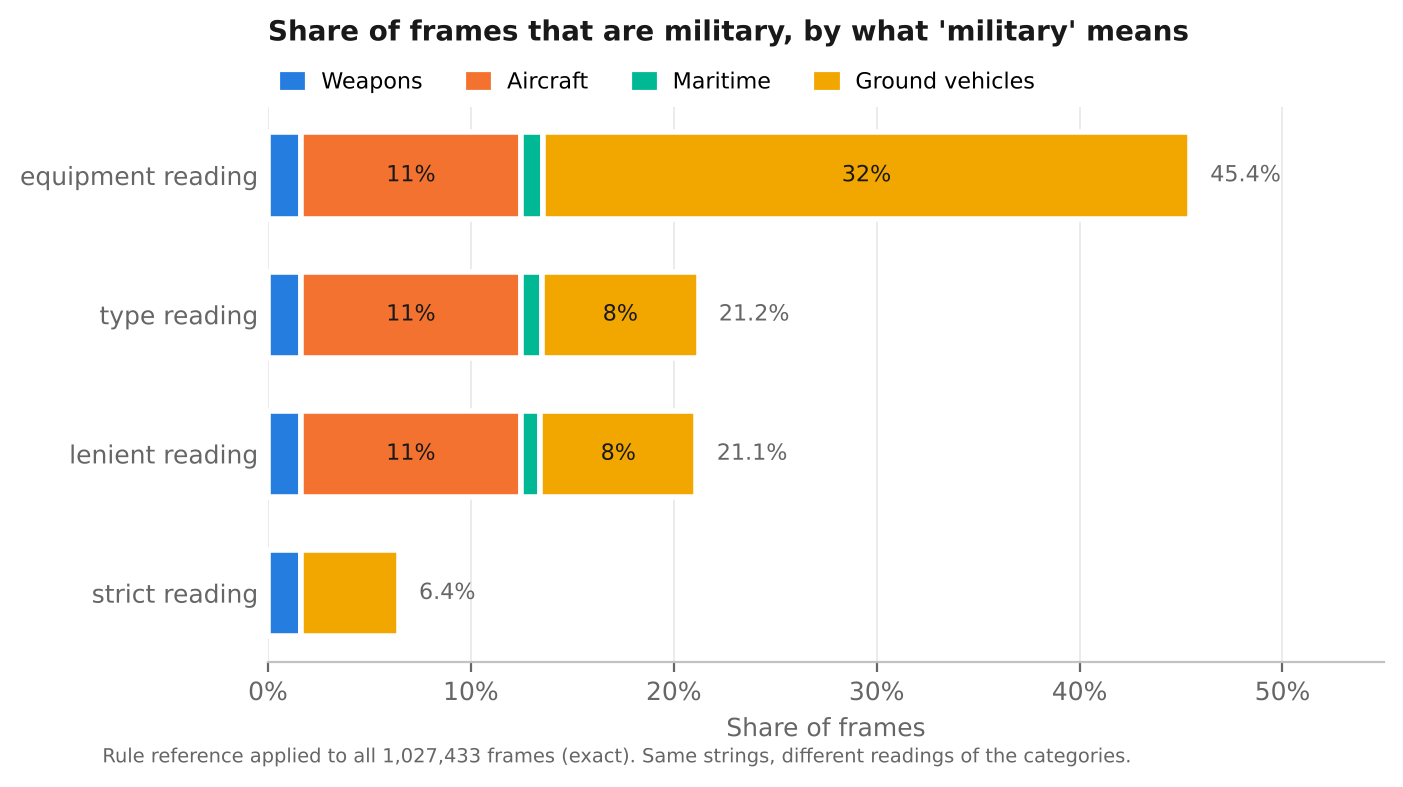 Share of frames that are military, by what 'military' means
Weapons Aircraft Maritime Ground vehicles
equipment reading 11% 32% 45.4%
type reading 11% 8% 21.2%
lenient reading 11% 8% 21.1%
strict reading 6.4%
0% 10% 20% 30% 40% 50%
Share of frames
Rule reference applied to all 1,027,433 frames (exact). Same strings, different readings of the categories.